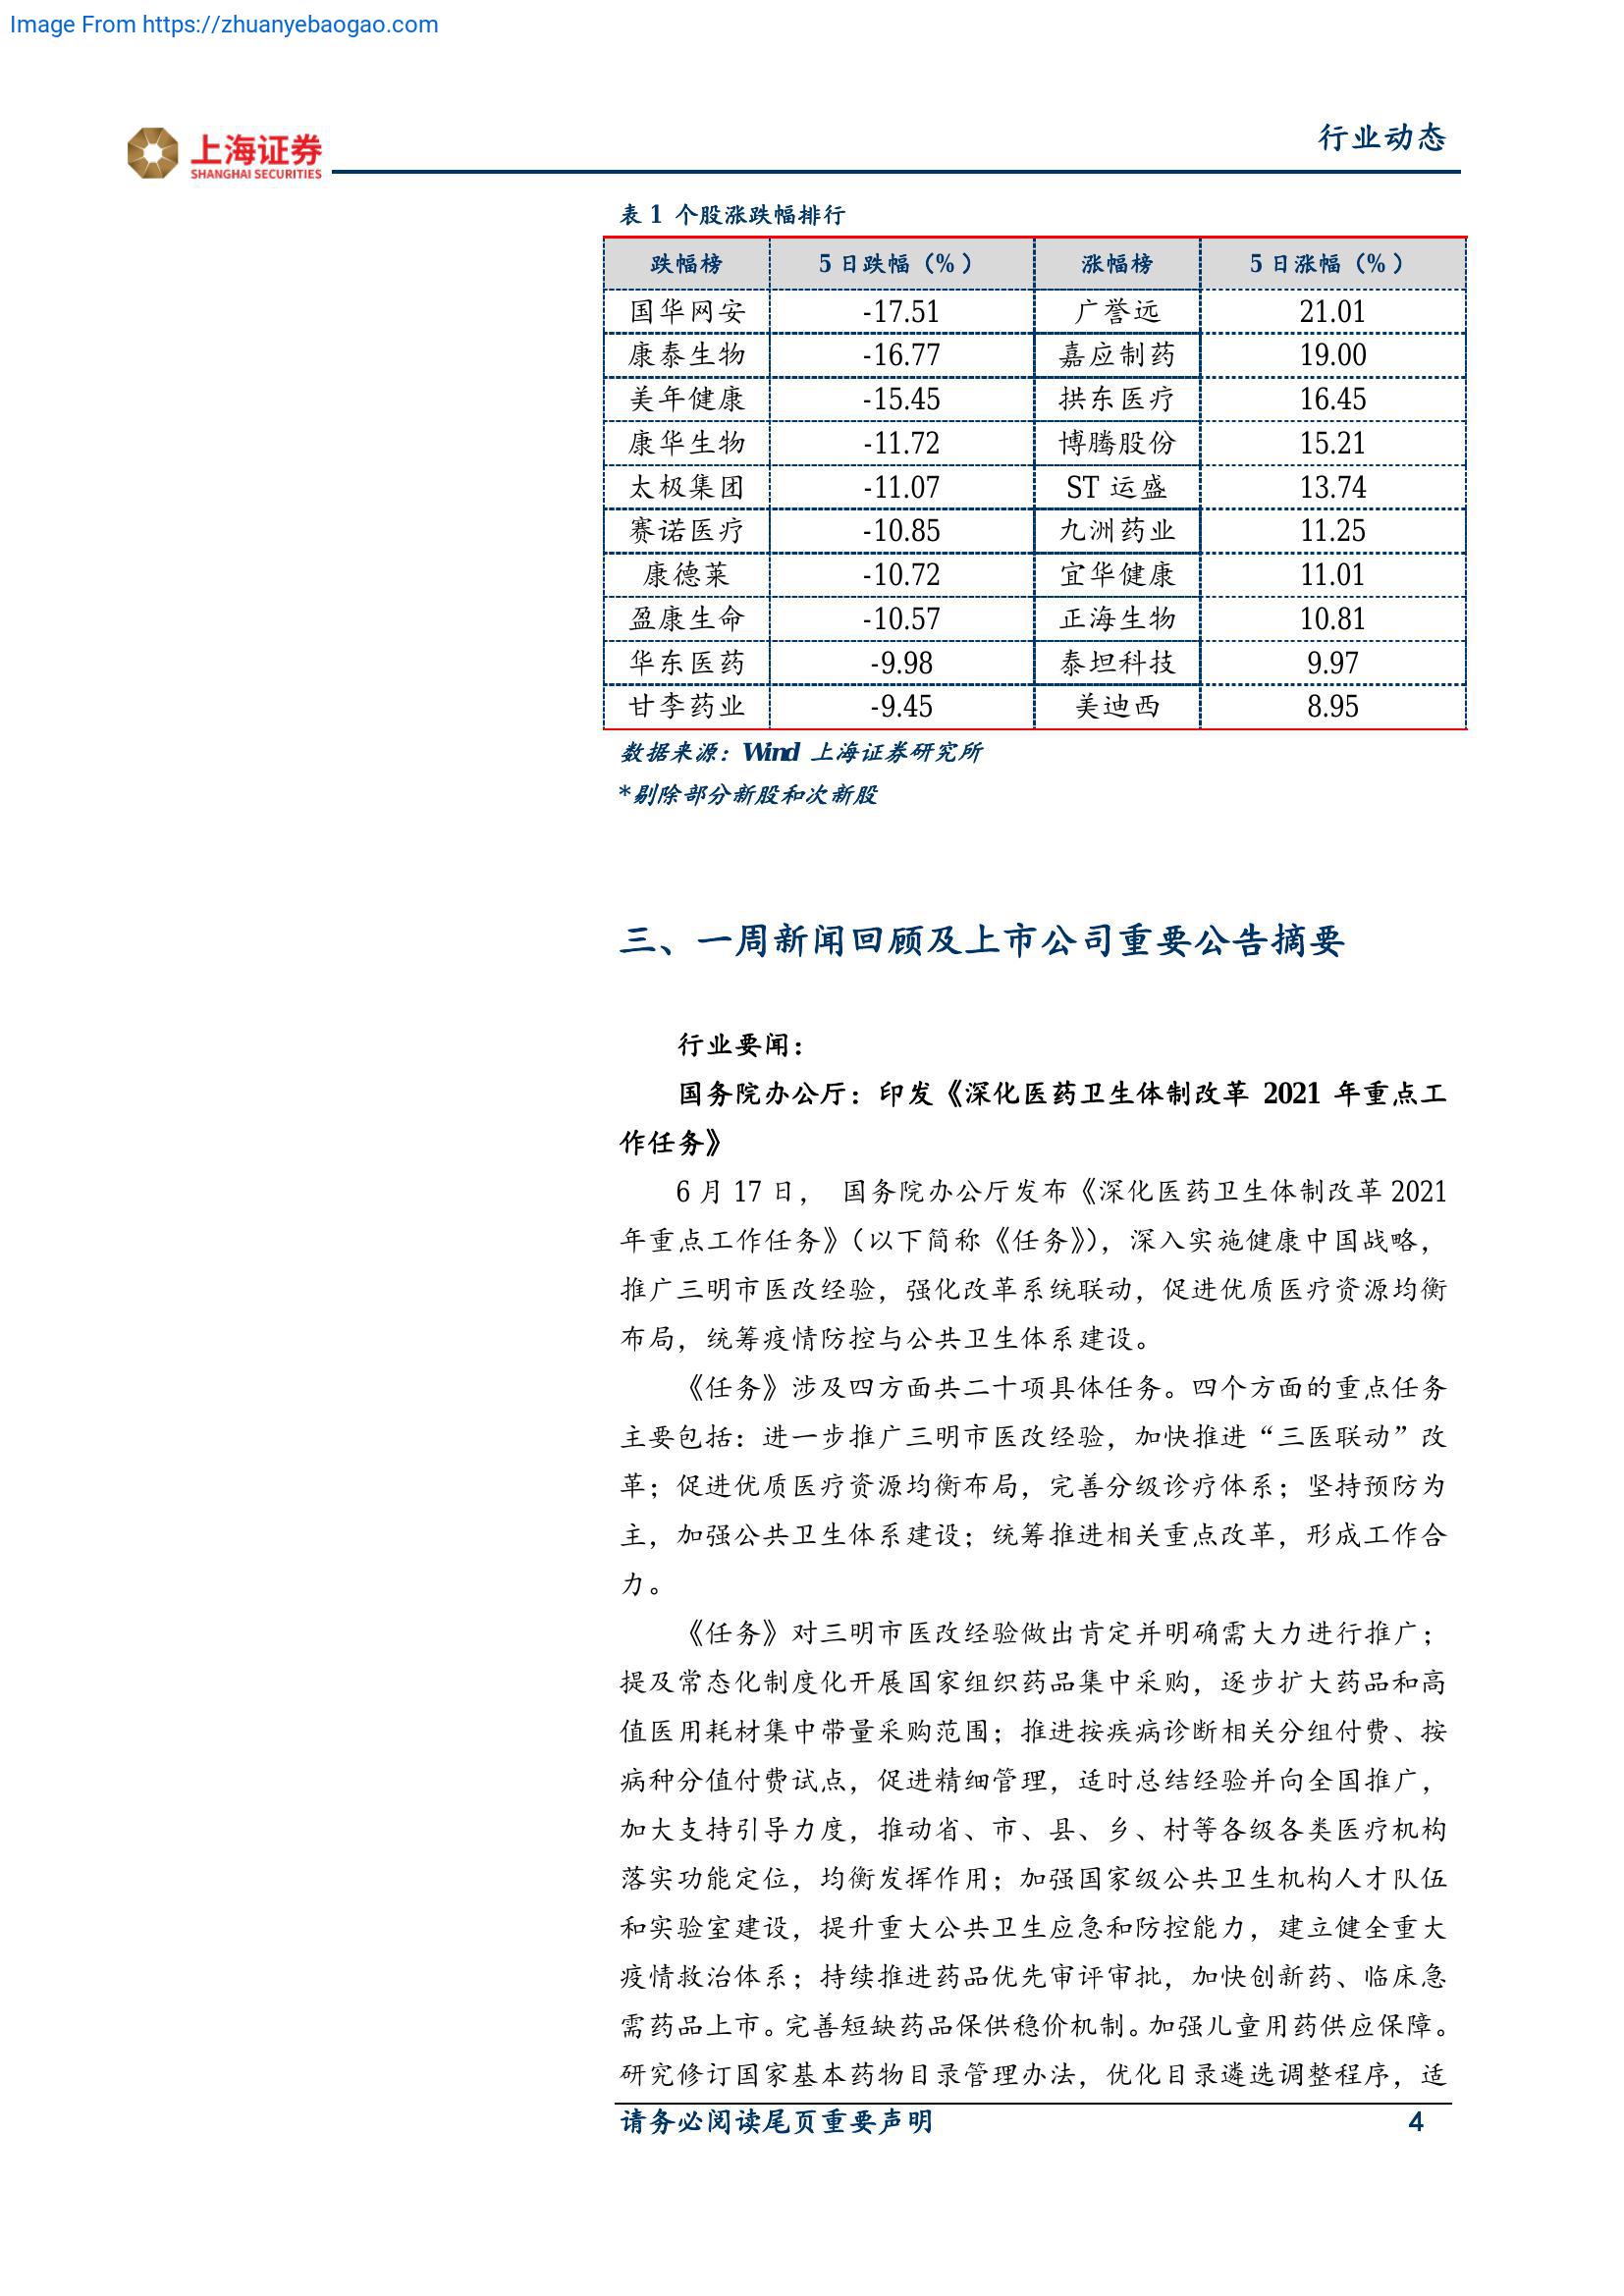 Image From https://zhuanyebaogao.com
上海证券
SHANGHAI SECURITIES
行业动态
表 1 个股涨跌幅排行
跌幅榜 5 日跌幅（%） 涨幅榜 5 日涨幅（%）
国华网安 -17.51 广誉远 21.01
康泰生物 -16.77 嘉应制药 19.00
美年健康 -15.45 拱东医疗 16.45
康华生物 -11.72 博腾股份 15.21
太极集团 -11.07 ST 运盛 13.74
赛诺医疗 -10.85 九洲药业 11.25
康德莱 -10.72 宜华健康 11.01
盈康生命 -10.57 正海生物 10.81
华东医药 -9.98 泰坦科技 9.97
甘李药业 -9.45 美迪西 8.95
数据来源：Wind 上海证券研究所
*剔除部分新股和次新股
三、一周新闻回顾及上市公司重要公告摘要
行业要闻：
国务院办公厅：印发《深化医药卫生体制改革 2021 年重点工
作任务》
6 月 17 日， 国务院办公厅发布《深化医药卫生体制改革 2021
年重点工作任务》（以下简称《任务》），深入实施健康中国战略，
推广三明市医改经验，强化改革系统联动，促进优质医疗资源均衡
布局，统筹疫情防控与公共卫生体系建设。
《任务》涉及四方面共二十项具体任务。四个方面的重点任务
主要包括：进一步推广三明市医改经验，加快推进“三医联动”改
革；促进优质医疗资源均衡布局，完善分级诊疗体系；坚持预防为
主，加强公共卫生体系建设；统筹推进相关重点改革，形成工作合
力。
《任务》对三明市医改经验做出肯定并明确需大力进行推广；
提及常态化制度化开展国家组织药品集中采购，逐步扩大药品和高
值医用耗材集中带量采购范围；推进按疾病诊断相关分组付费、按
病种分值付费试点，促进精细管理，适时总结经验并向全国推广，
加大支持引导力度，推动省、市、县、乡、村等各级各类医疗机构
落实功能定位，均衡发挥作用；加强国家级公共卫生机构人才队伍
和实验室建设，提升重大公共卫生应急和防控能力，建立健全重大
疫情救治体系；持续推进药品优先审评审批，加快创新药、临床急
需药品上市。完善短缺药品保供稳价机制。加强儿童用药供应保障。
研究修订国家基本药物目录管理办法，优化目录遴选调整程序，适
请务必阅读尾页重要声明 4